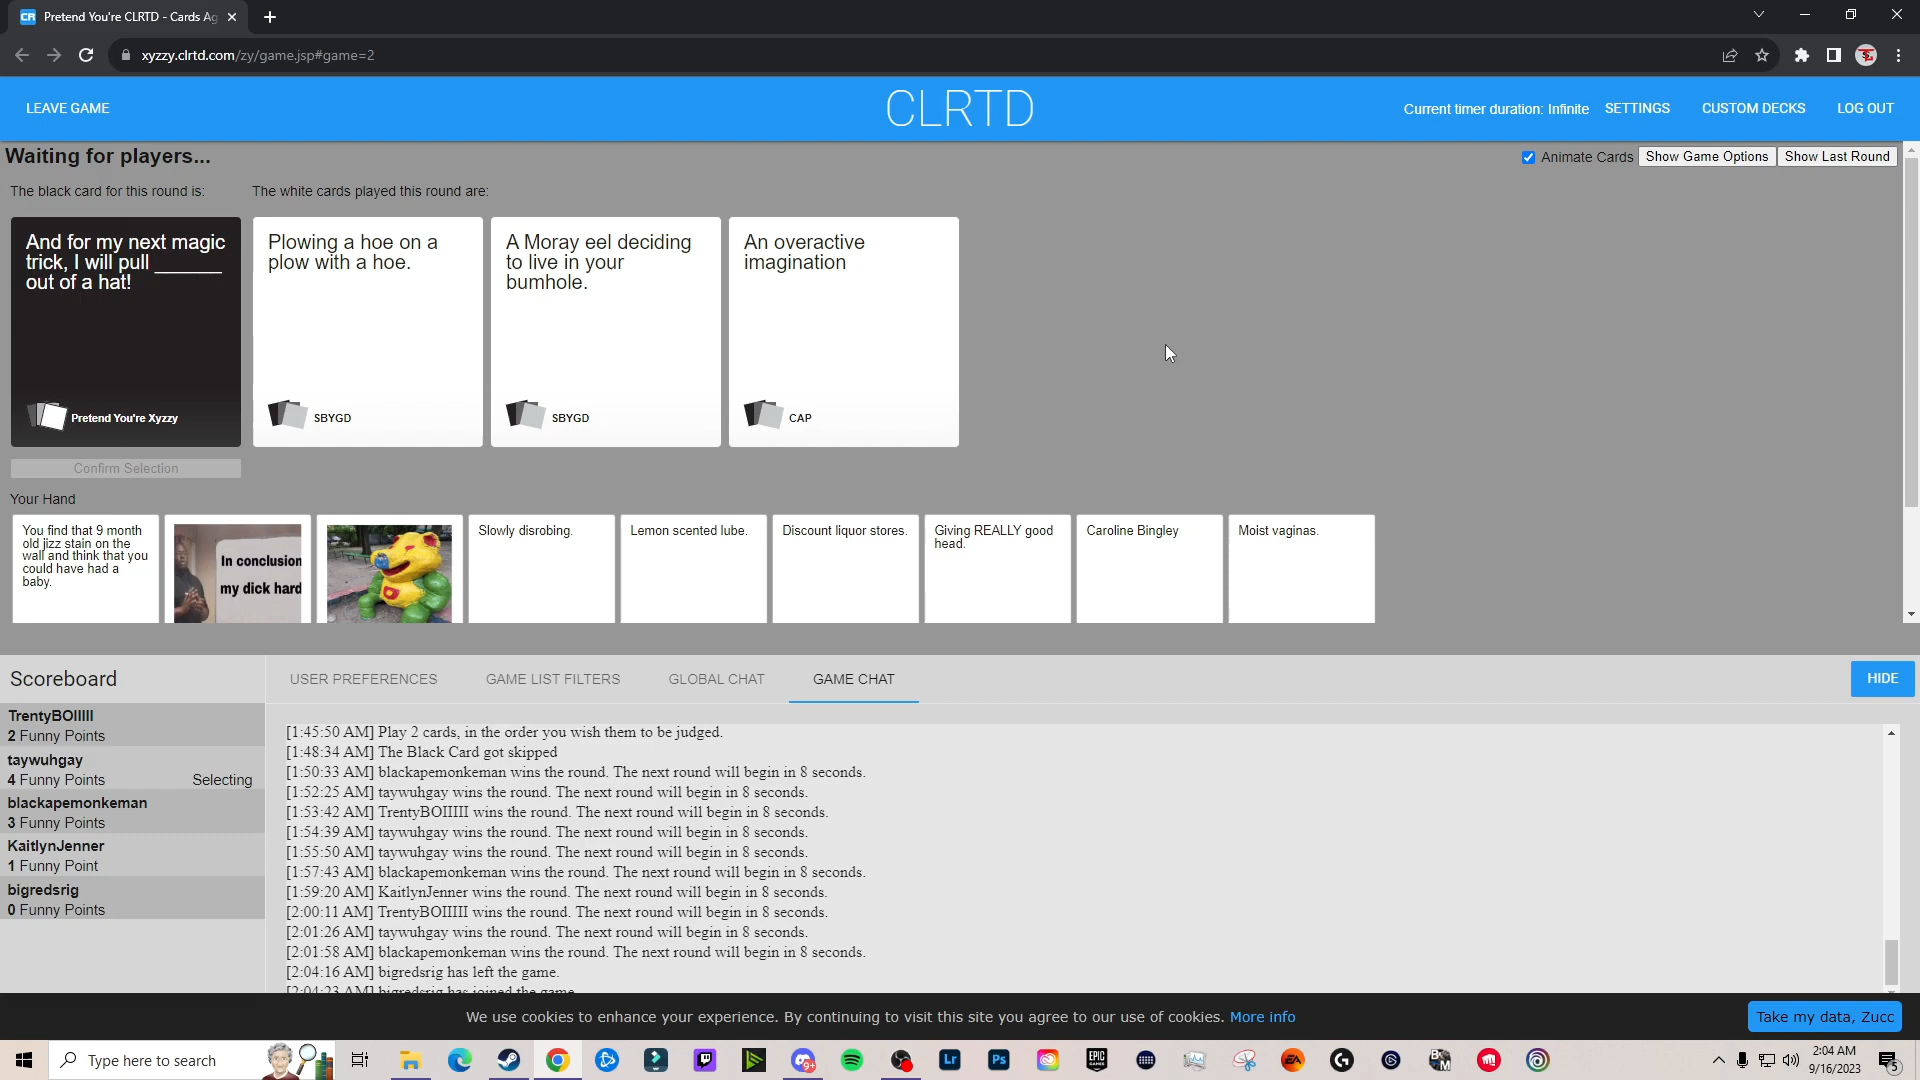 Pretend You're CLRTD - Cards Ag
xyzzy.clrtd.com/zy/game.jsp#game=2
LEAVE GAME
CLRTD
Current timer duration: Infinite
SETTINGS
CUSTOM DECKS
LOG OUT
Waiting for players...
Animate Cards
Show Game Options
Show Last Round
The black card for this round is:
The white cards played this round are:
And for my next magic
trick, I will pull ______
out of a hat!
Pretend You're Xyzzy
Plowing a hoe on a
plow with a hoe.
SBYGD
A Moray eel deciding
to live in your
bumhole.
SBYGD
An overactive
imagination
CAP
Confirm Selection
Your Hand
You find that 9 month
old jizz stain on the
wall and think that you
could have had a
baby.
In conclusion
my dick hard
D
Slowly disrobing.
Lemon scented lube.
Discount liquor stores.
Giving REALLY good
head.
Caroline Bingley
Moist vaginas.
Scoreboard
USER PREFERENCES
GAME LIST FILTERS
GLOBAL CHAT
GAME CHAT
HIDE
TrentyBOIIIII
2 Funny Points
taywuhgay
4 Funny Points
Selecting
blackapemonkeman
3 Funny Points
KaitlynJenner
1 Funny Point
bigredsrig
0 Funny Points
[1:45:50 AM] Play 2 cards, in the order you wish them to be judged.
[1:48:34 AM] The Black Card got skipped
[1:50:33 AM] blackapemonkeman wins the round. The next round will begin in 8 seconds.
[1:52:25 AM] taywuhgay wins the round. The next round will begin in 8 seconds.
[1:53:42 AM] TrentyBOIIIII wins the round. The next round will begin in 8 seconds.
[1:54:39 AM] taywuhgay wins the round. The next round will begin in 8 seconds.
[1:55:50 AM] taywuhgay wins the round. The next round will begin in 8 seconds.
[1:57:43 AM] blackapemonkeman wins the round. The next round will begin in 8 seconds.
[1:59:20 AM] KaitlynJenner wins the round. The next round will begin in 8 seconds.
[2:00:11 AM] TrentyBOIIIII wins the round. The next round will begin in 8 seconds.
[2:01:26 AM] taywuhgay wins the round. The next round will begin in 8 seconds.
[2:01:58 AM] blackapemonkeman wins the round. The next round will begin in 8 seconds.
[2:04:16 AM] bigredsrig has left the game.
[2:04:23 AM] bigredsrig has joined the game.
We use cookies to enhance your experience. By continuing to visit this site you agree to our use of cookies. More info
Take my data, Zucc
Type here to search
9+
Lr
Ps
EPIC GAMES
EA
2:04 AM
9/16/2023
5